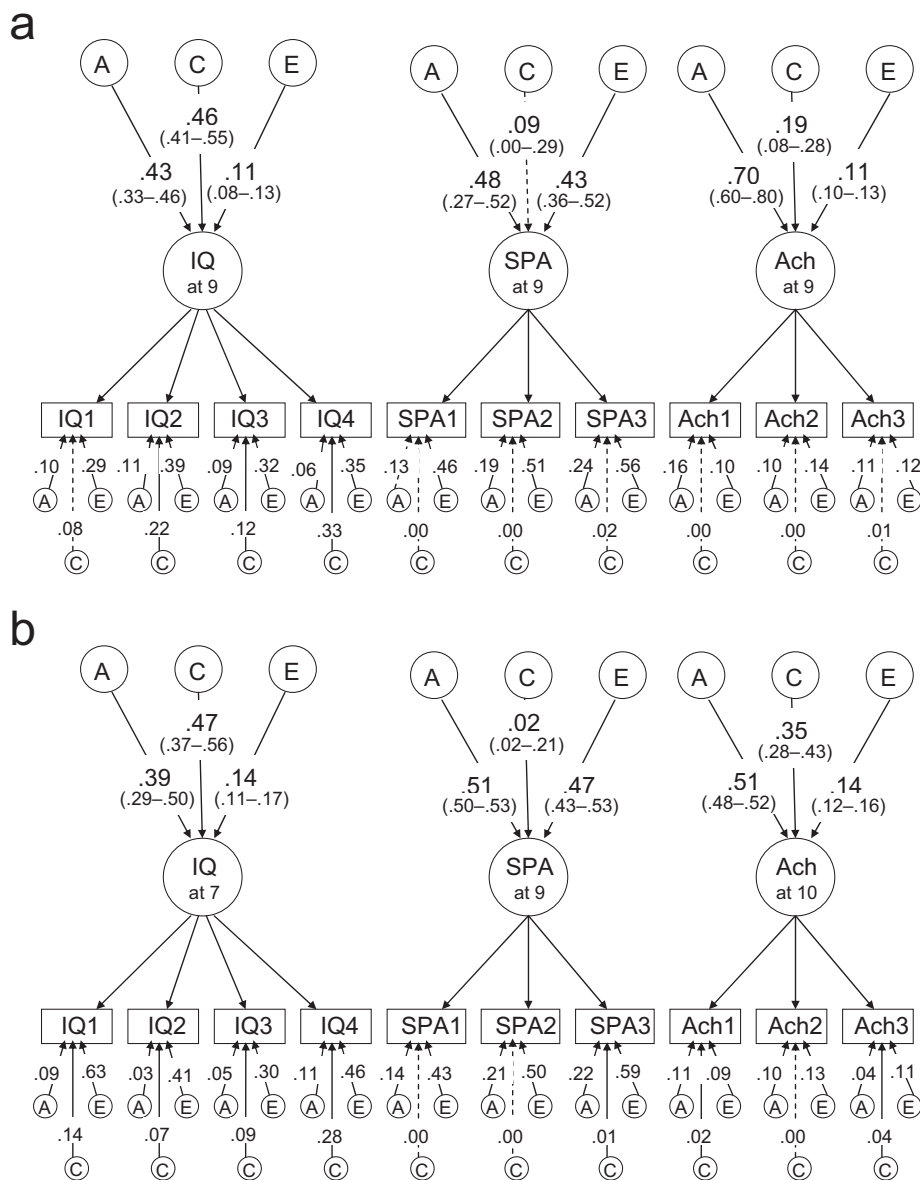 a
A C E A C E A C E
.46 .09 .19
(.41–.55) (.00–.29) (.08–.28)
.43 .11 .48 .43 .70 .11
(.33–.46) (.08–.13) (.27–.52) (.36–.52) (.60–.80) (.10–.13)
IQ SPA Ach
at 9 at 9 at 9
IQ1 IQ2 IQ3 IQ4 SPA1 SPA2 SPA3 Ach1 Ach2 Ach3
.10 .29 .11 .39 .09 .32 .06 .35 .13 .46 .19 .51 .24 .56 .16 .10 .10 .14 .11 .12
A E A E A E A E A E A E A E A E A E A E
.08 .22 .12 .33 .00 .00 .02 .00 .00 .01
C C C C C C C C C C
b
A C E A C E A C E
.47 .02 .35
(.37–.56) (.02–.21) (.28–.43)
.39 .14 .51 .47 .51 .14
(.29–.50) (.11–.17) (.50–.53) (.43–.53) (.48–.52) (.12–.16)
IQ SPA Ach
at 7 at 9 at 10
IQ1 IQ2 IQ3 IQ4 SPA1 SPA2 SPA3 Ach1 Ach2 Ach3
.09 .63 .03 .41 .05 .30 .11 .46 .14 .43 .21 .50 .22 .59 .11 .09 .10 .13 .04 .11
A E A E A E A E A E A E A E A E A E A E
.14 .07 .09 .28 .00 .00 .01 .02 .00 .04
C C C C C C C C C C